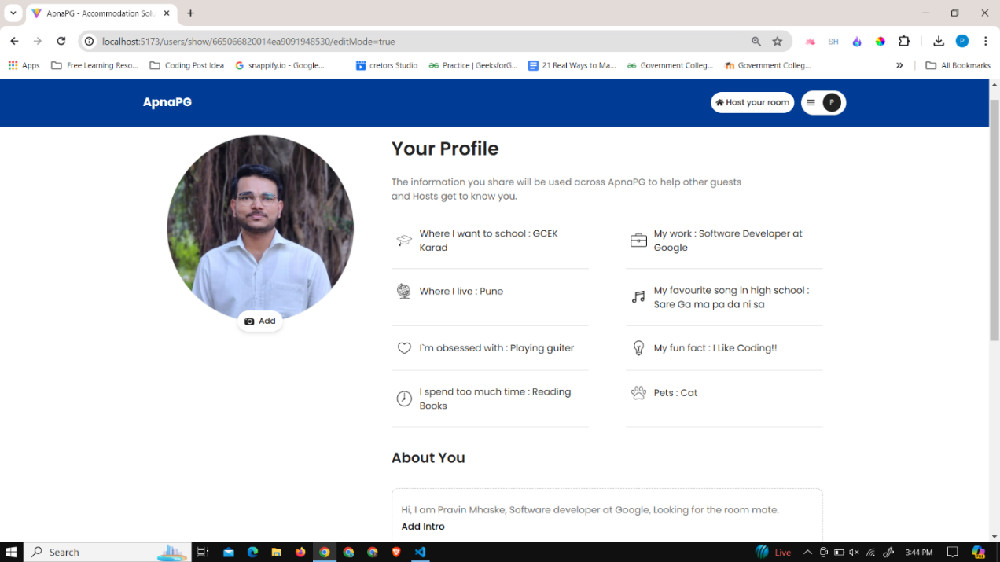 ApnaPG - Accommodation Solu
localhost:5173/users/show/665066820014ea9091948530/editMode=true
SH
P
Apps
Free Learning Reso...
Coding Post Idea
snappify.io - Google...
cretors Studio
Practice | GeeksforG...
21 Real Ways to Ma...
Government Colleg...
Government Colleg...
All Bookmarks
ApnaPG
Host your room
P
Your Profile
The information you share will be used across ApnaPG to help other guests
and Hosts get to know you.
Where I want to school : GCEK
Karad
My work : Software Developer at
Google
Where I live : Pune
My favourite song in high school :
Sare Ga ma pa da ni sa
I`m obsessed with : Playing guiter
My fun fact : I Like Coding!!
I spend too much time : Reading
Books
Pets : Cat
Add
About You
Hi, I am Pravin Mhaske, Software developer at Google, Looking for the room mate.
Add Intro
Search
Live
3:44 PM